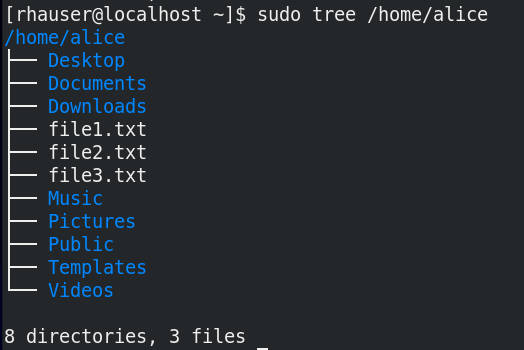 [rhauser@localhost ~]$ sudo tree /home/alice
/home/alice
├── Desktop
├── Documents
├── Downloads
├── file1.txt
├── file2.txt
├── file3.txt
├── Music
├── Pictures
├── Public
├── Templates
└── Videos

8 directories, 3 files